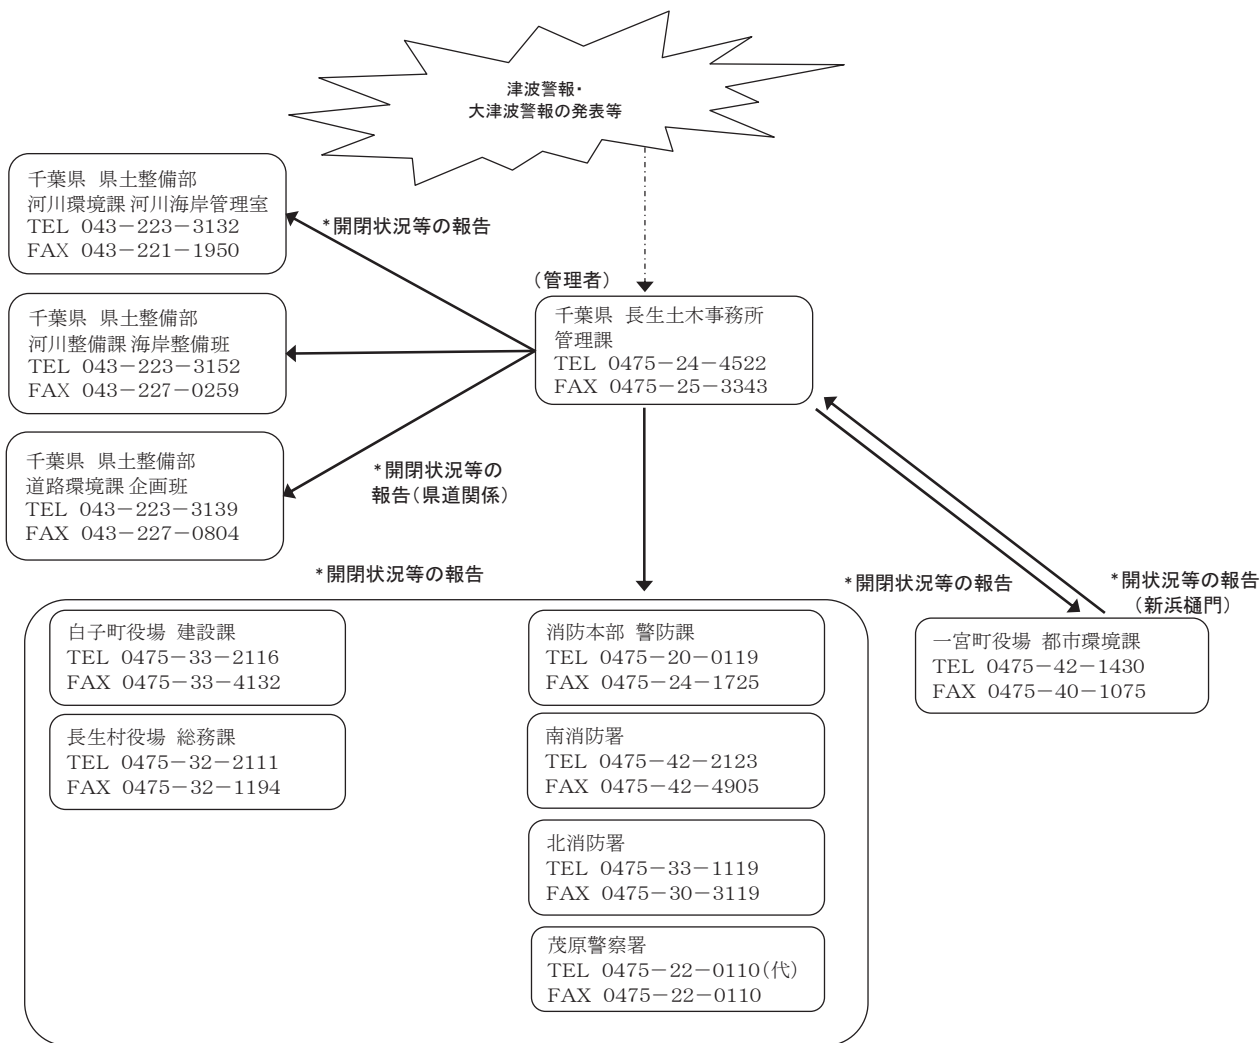 津波警報・
大津波警報の発表等
千葉県 県土整備部
河川環境課 河川海岸管理室
TEL 043-223-3132
FAX 043-221-1950
*開閉状況等の報告
(管理者)
千葉県 長生土木事務所
管理課
TEL 0475-24-4522
FAX 0475-25-3343
千葉県 県土整備部
河川整備課 海岸整備班
TEL 043-223-3152
FAX 043-227-0259
千葉県 県土整備部
道路環境課 企画班
TEL 043-223-3139
FAX 043-227-0804
*開閉状況等の
報告(県道関係)
*開閉状況等の報告
*開閉状況等の報告
*開状況等の報告
(新浜樋門)
白子町役場 建設課
TEL 0475-33-2116
FAX 0475-33-4132
長生村役場 総務課
TEL 0475-32-2111
FAX 0475-32-1194
消防本部 警防課
TEL 0475-20-0119
FAX 0475-24-1725
南消防署
TEL 0475-42-2123
FAX 0475-42-4905
北消防署
TEL 0475-33-1119
FAX 0475-30-3119
茂原警察署
TEL 0475-22-0110(代)
FAX 0475-22-0110
一宮町役場 都市環境課
TEL 0475-42-1430
FAX 0475-40-1075